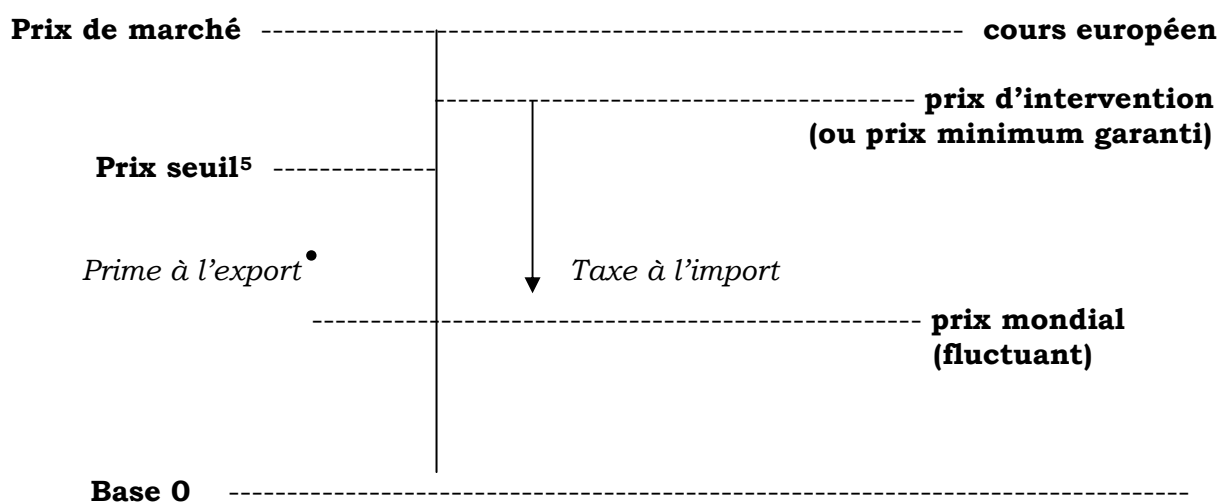 Prix de marché cours européen
prix d’intervention
(ou prix minimum garanti)
Prix seuil⁵
Prime à l’export• Taxe à l’import
prix mondial
(fluctuant)
Base 0